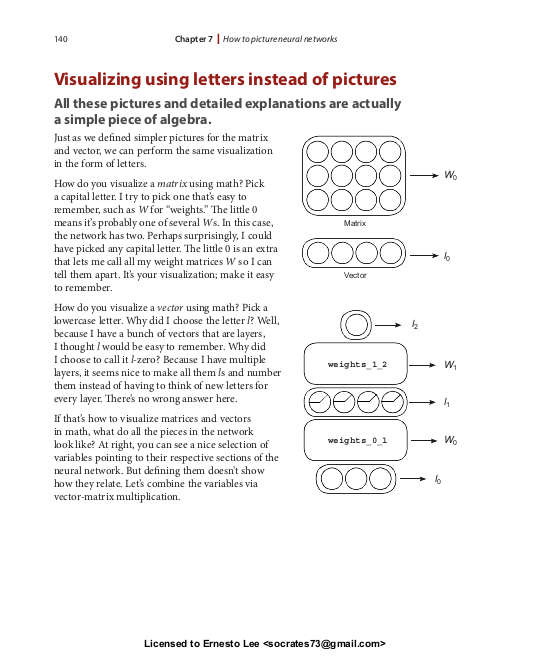 140
Chapter 7 | How to picture neural networks
Visualizing using letters instead of pictures
All these pictures and detailed explanations are actually
a simple piece of algebra.
Just as we defined simpler pictures for the matrix
and vector, we can perform the same visualization
in the form of letters.
How do you visualize a matrix using math? Pick
a capital letter. I try to pick one that's easy to
remember, such as W for "weights." The little 0
means it's probably one of several Ws. In this case,
the network has two. Perhaps surprisingly, I could
have picked any capital letter. The little 0 is an extra
that lets me call all my weight matrices W so I can
tell them apart. It's your visualization; make it easy
to remember.
How do you visualize a vector using math? Pick a
lowercase letter. Why did I choose the letter l? Well,
because I have a bunch of vectors that are layers,
I thought l would be easy to remember. Why did
I choose to call it l-zero? Because I have multiple
layers, it seems nice to make all them ls and number
them instead of having to think of new letters for
every layer. There's no wrong answer here.
If that's how to visualize matrices and vectors
in math, what do all the pieces in the network
look like? At right, you can see a nice selection of
variables pointing to their respective sections of the
neural network. But defining them doesn't show
how they relate. Let's combine the variables via
vector-matrix multiplication.
W0
Matrix
l0
Vector
l2
weights_1_2
W1
l1
weights_0_1
W0
l0
Licensed to Ernesto Lee <socrates73@gmail.com>